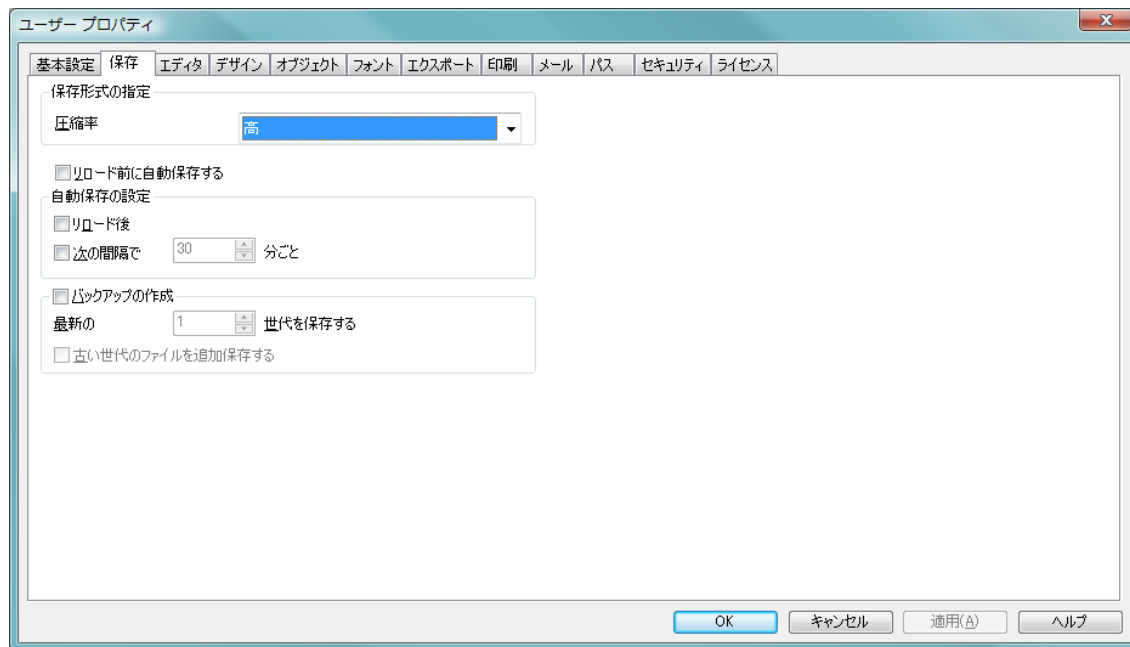 ユーザー プロパティ
基本設定 保存 エディタ デザイン オブジェクト フォント エクスポート 印刷 メール パス セキュリティ ライセンス
保存形式の指定
圧縮率 高
リロード前に自動保存する
自動保存の設定
リロード後
次の間隔で 30 分ごと
バックアップの作成
最新の 1 世代を保存する
古い世代のファイルを追加保存する
OK キャンセル 適用(A) ヘルプ